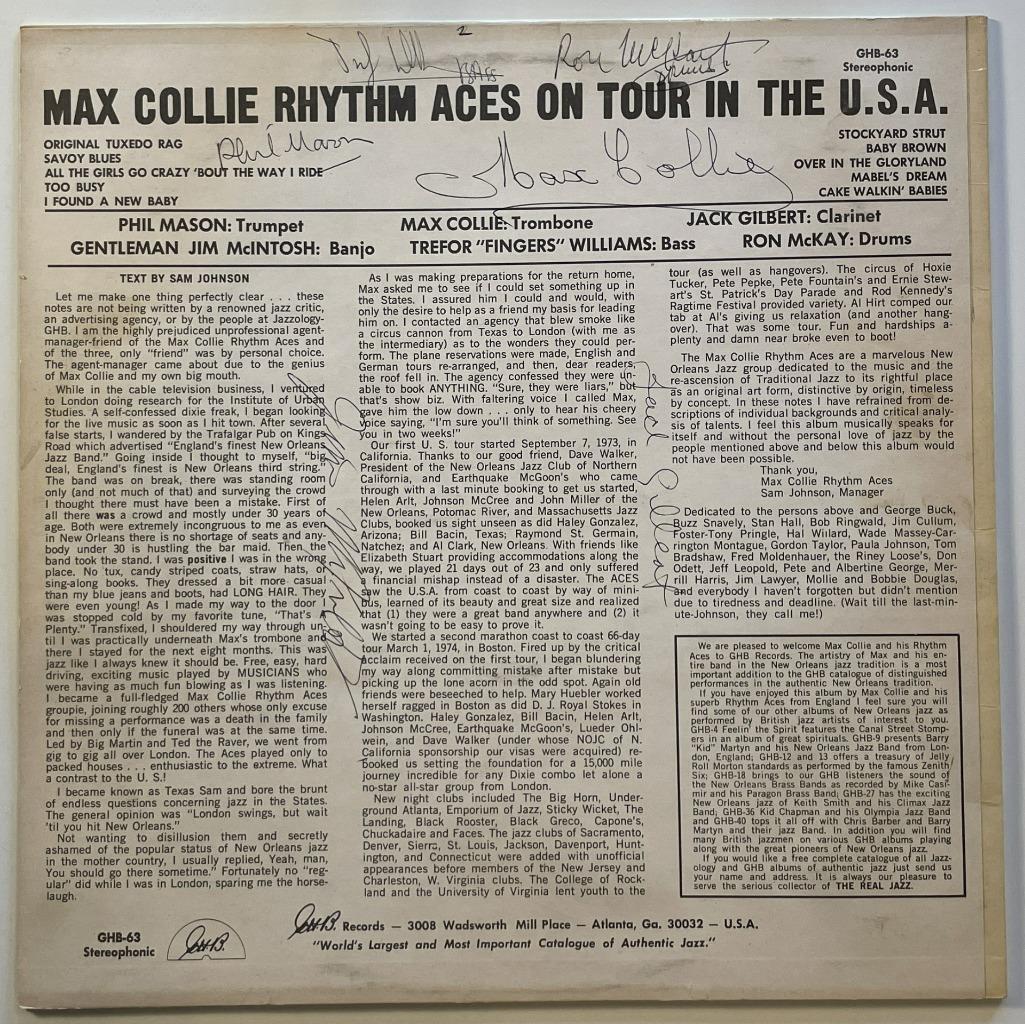 2
Ron McKay
Drums
Bass
GHB-63
Stereophonic
MAX COLLIE RHYTHM ACES ON TOUR IN THE U.S.A.
ORIGINAL TUXEDO RAG
SAVOY BLUES
ALL THE GIRLS GO CRAZY 'BOUT THE WAY I RIDE
TOO BUSY
I FOUND A NEW BABY
Phil Mason
Max Collie
STOCKYARD STRUT
BABY BROWN
OVER IN THE GLORYLAND
MABEL'S DREAM
CAKE WALKIN' BABIES
PHIL MASON: Trumpet MAX COLLIE: Trombone JACK GILBERT: Clarinet
GENTLEMAN JIM McINTOSH: Banjo TREFOR "FINGERS" WILLIAMS: Bass RON McKAY: Drums
TEXT BY SAM JOHNSON
Let me make one thing perfectly clear . . . these
notes are not being written by a renowned jazz critic,
an advertising agency, or by the people at Jazzology-
GHB. I am the highly prejudiced unprofessional agent-
manager-friend of the Max Collie Rhythm Aces and
of the three, only "friend" was by personal choice.
The agent-manager came about due to the genius
of Max Collie and my own big mouth.
While in the cable television business, I ventured
to London doing research for the Institute of Urban
Studies. A self-confessed dixie freak, I began looking
for the live music as soon as I hit town. After several
false starts, I wandered by the Trafalgar Pub on Kings
Road which advertised "England's finest New Orleans
Jazz Band." Going inside I thought to myself, "big
deal, England's finest is New Orleans third string."
The band was on break, there was standing room
only (and not much of that) and surveying the crowd
I thought there must have been a mistake. First of
all there was a crowd and mostly under 30 years of
age. Both were extremely incongruous to me as even
in New Orleans there is no shortage of seats and any-
body under 30 is hustling the bar maid. Then the
band took the stand. I was positive I was in the wrong
place. No tux, candy striped coats, straw hats, or
sing-along books. They dressed a bit more casual
than my blue jeans and boots, had LONG HAIR. They
were even young! As I made my way to the door I
was stopped cold by my favorite tune, "That's A
Plenty." Transfixed, I shouldered my way through un-
til I was practically underneath Max's trombone and
there I stayed for the next eight months. This was
jazz like I always knew it should be. Free, easy, hard
driving, exciting music played by MUSICIANS who
were having as much fun blowing as I was listening.
I became a full-fledged Max Collie Rhythm Aces
groupie, joining roughly 200 others whose only excuse
for missing a performance was a death in the family
and then only if the funeral was at the same time.
Led by Big Martin and Ted the Raver, we went from
gig to gig all over London. The Aces played only to
packed houses . . . enthusiastic to the extreme. What
a contrast to the U. S.!
I became known as Texas Sam and bore the brunt
of endless questions concerning jazz in the States.
The general opinion was "London swings, but wait
'til you hit New Orleans."
Not wanting to disillusion them and secretly
ashamed of the popular status of New Orleans jazz
in the mother country, I usually replied, Yeah, man,
You should go there sometime." Fortunately no "reg-
ular" did while I was in London, sparing me the horse-
laugh.
As I was making preparations for the return home,
Max asked me to see if I could set something up in
the States. I assured him I could and would, with
only the desire to help as a friend my basis for leading
him on. I contacted an agency that blew smoke like
a circus cannon from Texas to London (with me as
the intermediary) as to the wonders they could per-
form. The plane reservations were made, English and
German tours re-arranged, and then, dear readers,
the roof fell in. The agency confessed they were un-
able to book ANYTHING. "Sure, they were liars," but
that's show biz. With faltering voice I called Max,
gave him the low down . . . only to hear his cheery
voice saying, "I'm sure you'll think of something. See
you in two weeks!"
Our first U. S. tour started September 7, 1973, in
California. Thanks to our good friend, Dave Walker,
President of the New Orleans Jazz Club of Northern
California, and Earthquake McGoon's who came
through with a last minute booking to get us started,
Helen Arlt, Johnson McCree and John Miller of the
New Orleans, Potomac River, and Massachusetts Jazz
Clubs, booked us sight unseen as did Haley Gonzalez,
Arizona; Bill Bacin, Texas; Raymond St. Germain,
Natchez; and Al Clark, New Orleans. With friends like
Elizabeth Stuart providing accommodations along the
way, we played 21 days out of 23 and only suffered
a financial mishap instead of a disaster. The ACES
saw the U.S.A. from coast to coast by way of mini-
bus, learned of its beauty and great size and realized
that (1) they were a great band anywhere and (2) it
wasn't going to be easy to prove it.
We started a second marathon coast to coast 66-day
tour March 1, 1974, in Boston. Fired up by the critical
acclaim received on the first tour, I began blundering
my way along committing mistake after mistake but
picking up the lone acorn in the odd spot. Again old
friends were beseeched to help. Mary Huebler worked
herself ragged in Boston as did D. J. Royal Stokes in
Washington. Haley Gonzalez, Bill Bacin, Helen Arlt,
Johnson McCree, Earthquake McGoon's, Lueder Ohl-
wein, and Dave Walker (under whose NOJC of N.
California sponsorship our visas were acquired) re-
booked us setting the foundation for a 15,000 mile
journey incredible for any Dixie combo let alone a
no-star all-star group from London.
New night clubs included The Big Horn, Under-
ground Atlanta, Emporium of Jazz, Sticky Wicket, The
Landing, Black Rooster, Black Greco, Capone's,
Chuckadaire and Faces. The jazz clubs of Sacramento,
Denver, Sierra, St. Louis, Jackson, Davenport, Hunt-
ington, and Connecticut were added with unofficial
appearances before members of the New Jersey and
Charleston, W. Virginia clubs. The College of Rock-
land and the University of Virginia lent youth to the
tour (as well as hangovers). The circus of Hoxie
Tucker, Pete Pepke, Pete Fountain's and Ernie Stew-
art's St. Patrick's Day Parade and Rod Kennedy's
Ragtime Festival provided variety. Al Hirt comped our
tab at Al's giving us relaxation (and another hang-
over). That was some tour. Fun and hardships a-
plenty and damn near broke even to boot!
The Max Collie Rhythm Aces are a marvelous New
Orleans Jazz group dedicated to the music and the
re-ascension of Traditional Jazz to its rightful place
as an original art form, distinctive by origin, timeless
by concept. In these notes I have refrained from de-
scriptions of individual backgrounds and critical analy-
sis of talents. I feel this album musically speaks for
itself and without the personal love of jazz by the
people mentioned above and below this album would
not have been possible.
Thank you,
Max Collie Rhythm Aces
Sam Johnson, Manager
Dedicated to the persons above and George Buck,
Buzz Snavely, Stan Hall, Bob Ringwald, Jim Cullum,
Foster-Tony Pringle, Hal Wilard, Wade Massey-Car-
rington Montague, Gordon Taylor, Paula Johnson, Tom
Bradshaw, Fred Moldenhauer, the Riney Loose's, Don
Odett, Jeff Leopold, Pete and Albertine George, Mer-
rill Harris, Jim Lawyer, Mollie and Bobbie Douglas,
and everybody I haven't forgotten but didn't mention
due to tiredness and deadline. (Wait till the last-min-
ute-Johnson, they call me!)
Jack Gilbert
We are pleased to welcome Max Collie and his Rhythm
Aces to GHB Records. The artistry of Max and his en-
tire band in the New Orleans jazz tradition is a most
important addition to the GHB catalogue of distinguished
performances in the authentic New Orleans tradition.
If you have enjoyed this album by Max Collie and his
superb Rhythm Aces from England I feel sure you will
find some of our other albums of New Orleans jazz as
performed by British jazz artists of interest to you.
GHB-4 Feelin' the Spirit features the Canal Street Stomp-
ers in an album of great spirituals. GHB-9 presents Barry
"Kid" Martyn and his New Orleans Jazz Band from Lon-
don, England; GHB-12 and 13 offers a treasury of Jelly
Roll Morton standards as performed by the famous Zenith
Six; GHB-18 brings to our GHB listeners the sound of
the New Orleans Brass Bands as recorded by Mike Casi-
mir and his Paragon Brass Band; GHB-27 has the exciting
New Orleans jazz of Keith Smith and his Climax Jazz
Band; GHB-36 Kid Chapman and his Olympia Jazz Band
and GHB-40 tops it all off with Chris Barber and Barry
Martyn and their jazz Band. In addition you will find
many British jazzmen on various GHB albums playing
along with the great pioneers of New Orleans jazz.
If you would like a free complete catalogue of all Jazz-
ology and GHB albums of authentic jazz just send us
your name and address. It is always our pleasure to
serve the serious collector of THE REAL JAZZ.
GHB-63
Stereophonic
GHB.
GHB. Records — 3008 Wadsworth Mill Place — Atlanta, Ga. 30032 — U.S.A.
"World's Largest and Most Important Catalogue of Authentic Jazz."